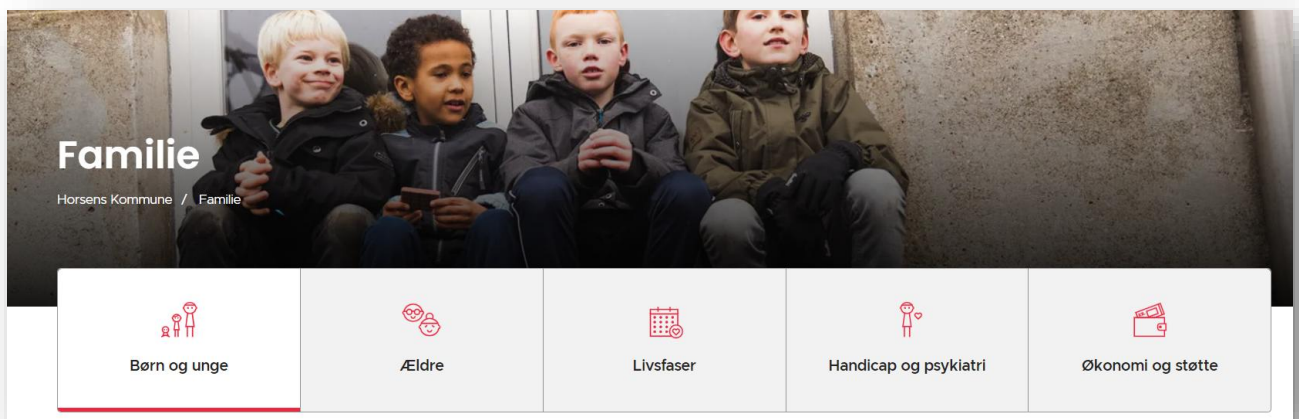 Familie
Horsens Kommune / Familie
Børn og unge
Ældre
Livsfaser
Handicap og psykiatri
Økonomi og støtte